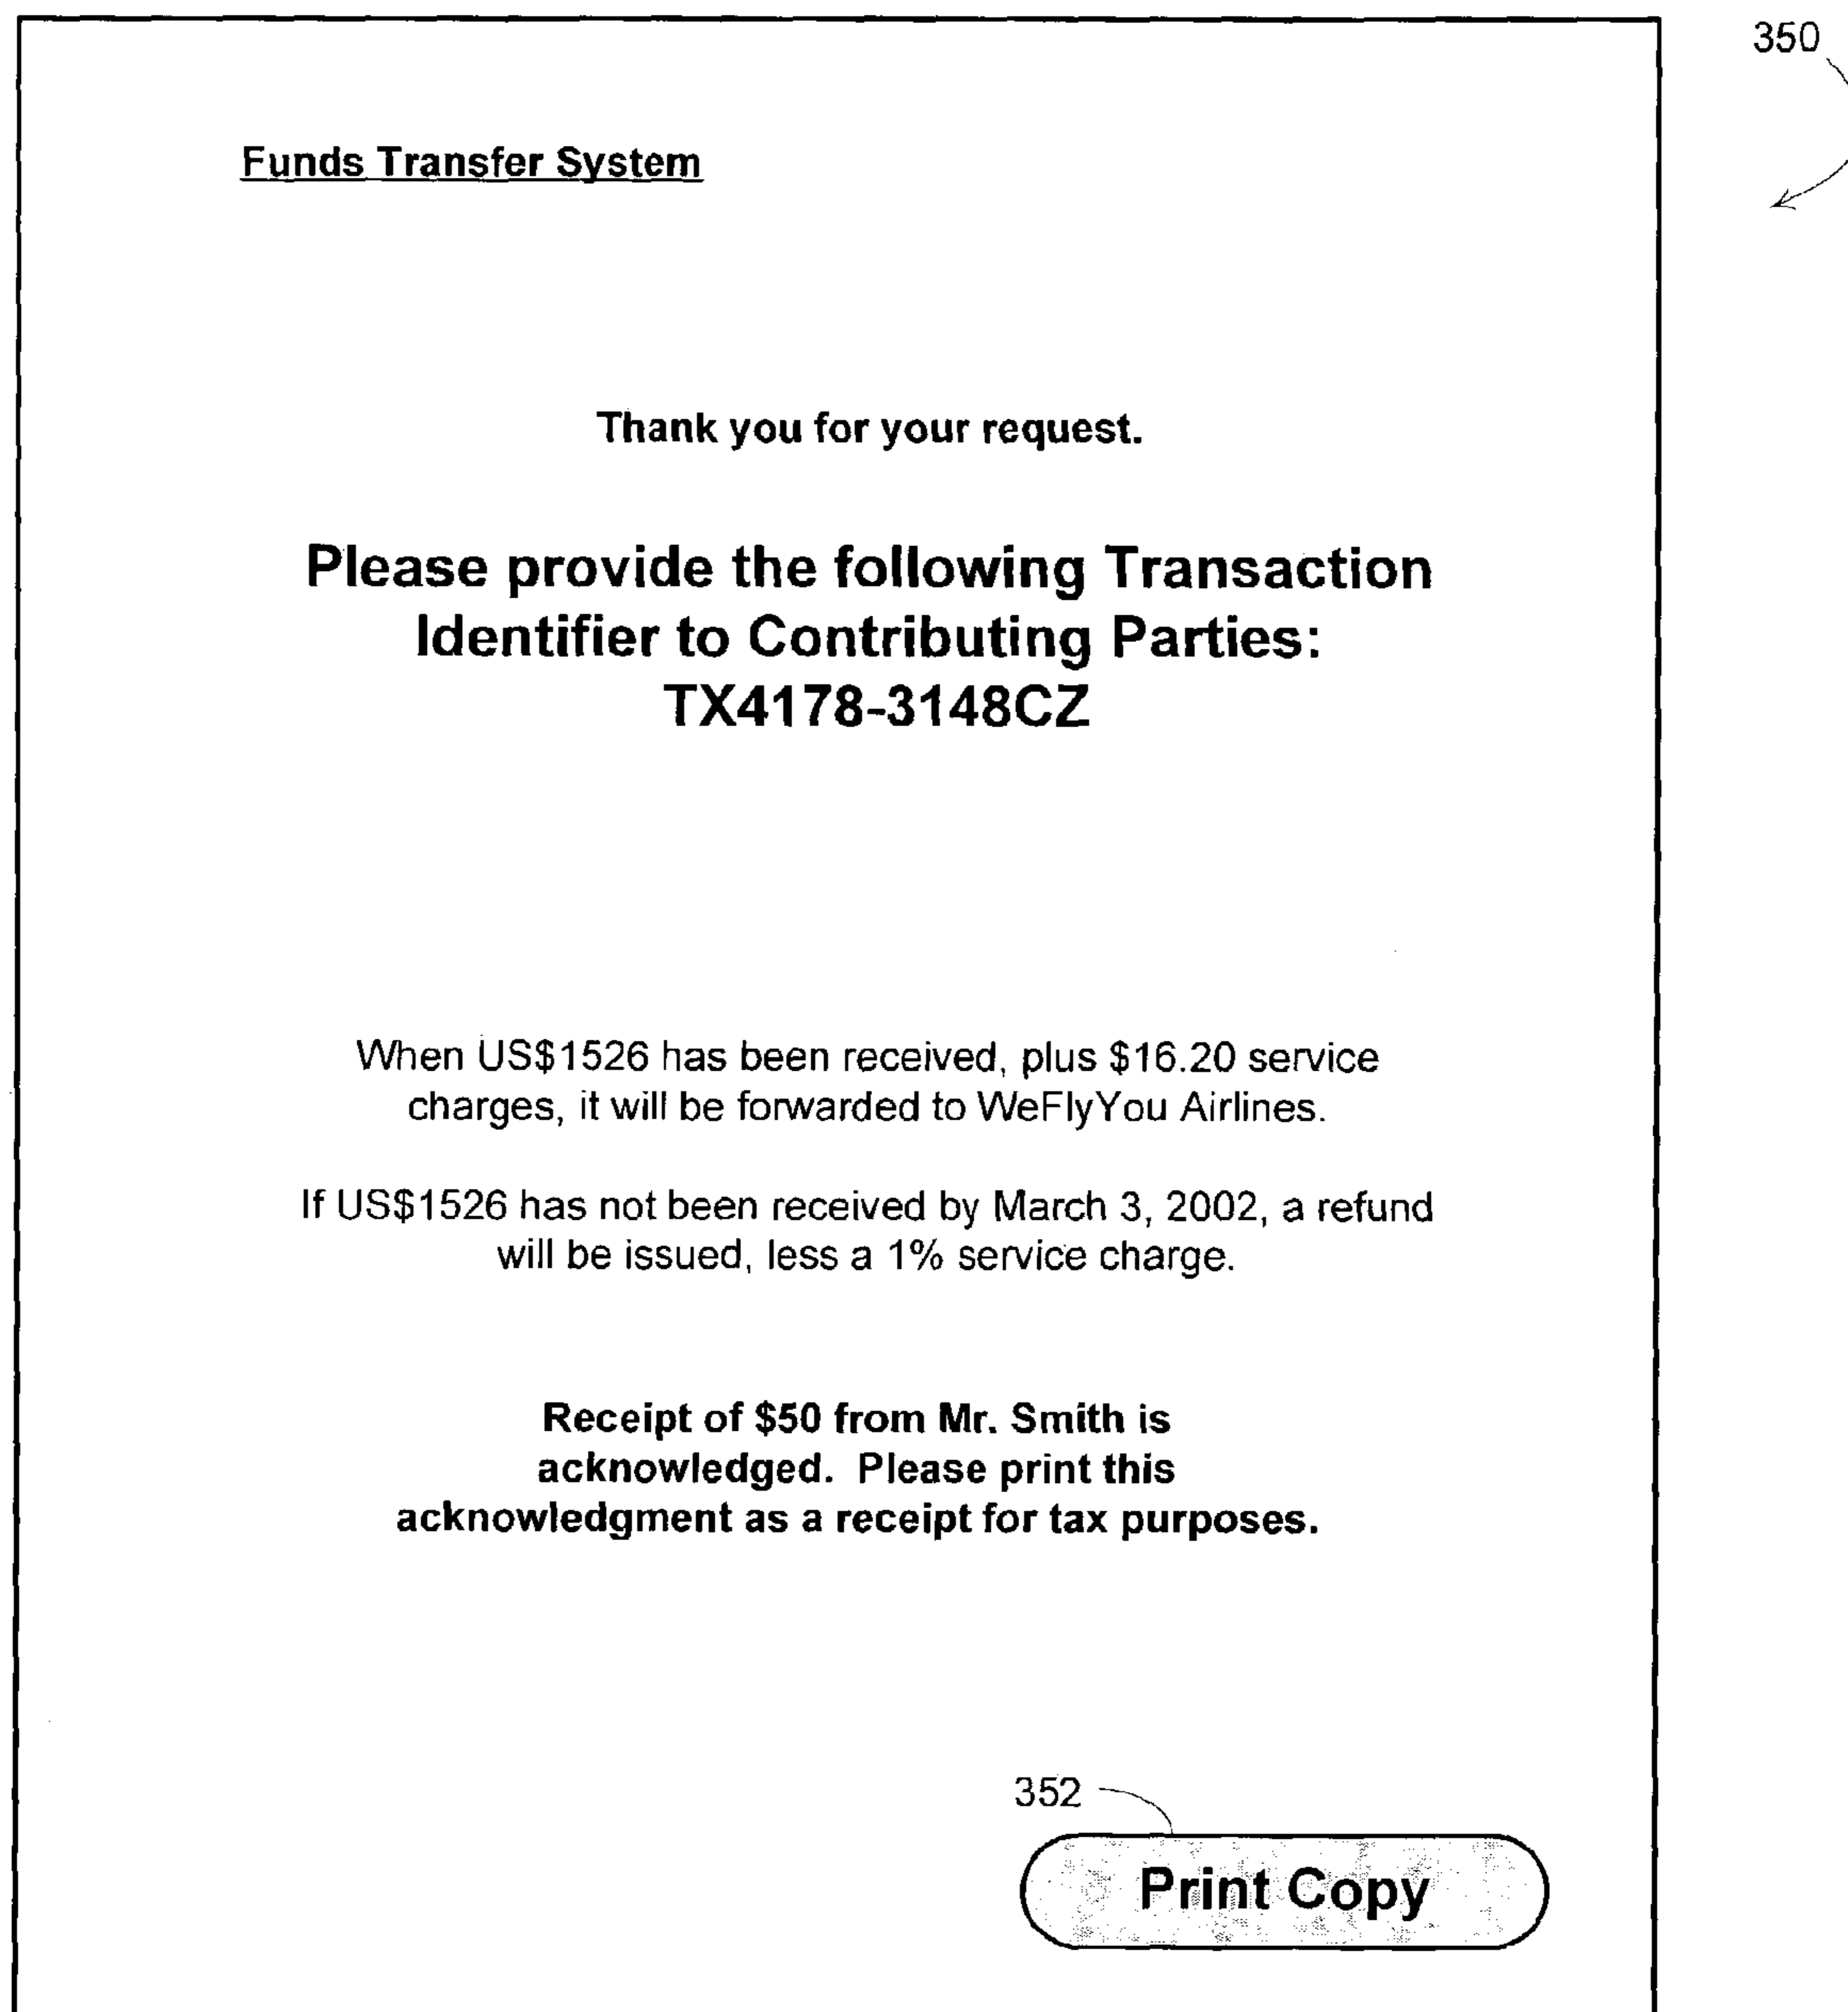 350
Funds Transfer System
Thank you for your request.
Please provide the following Transaction
Identifier to Contributing Parties:
TX4178-3148CZ
When US$1526 has been received, plus $16.20 service
charges, it will be forwarded to WeFlyYou Airlines.
If US$1526 has not been received by March 3, 2002, a refund
will be issued, less a 1% service charge.
Receipt of $50 from Mr. Smith is
acknowledged.  Please print this
acknowledgment as a receipt for tax purposes.
352
Print Copy